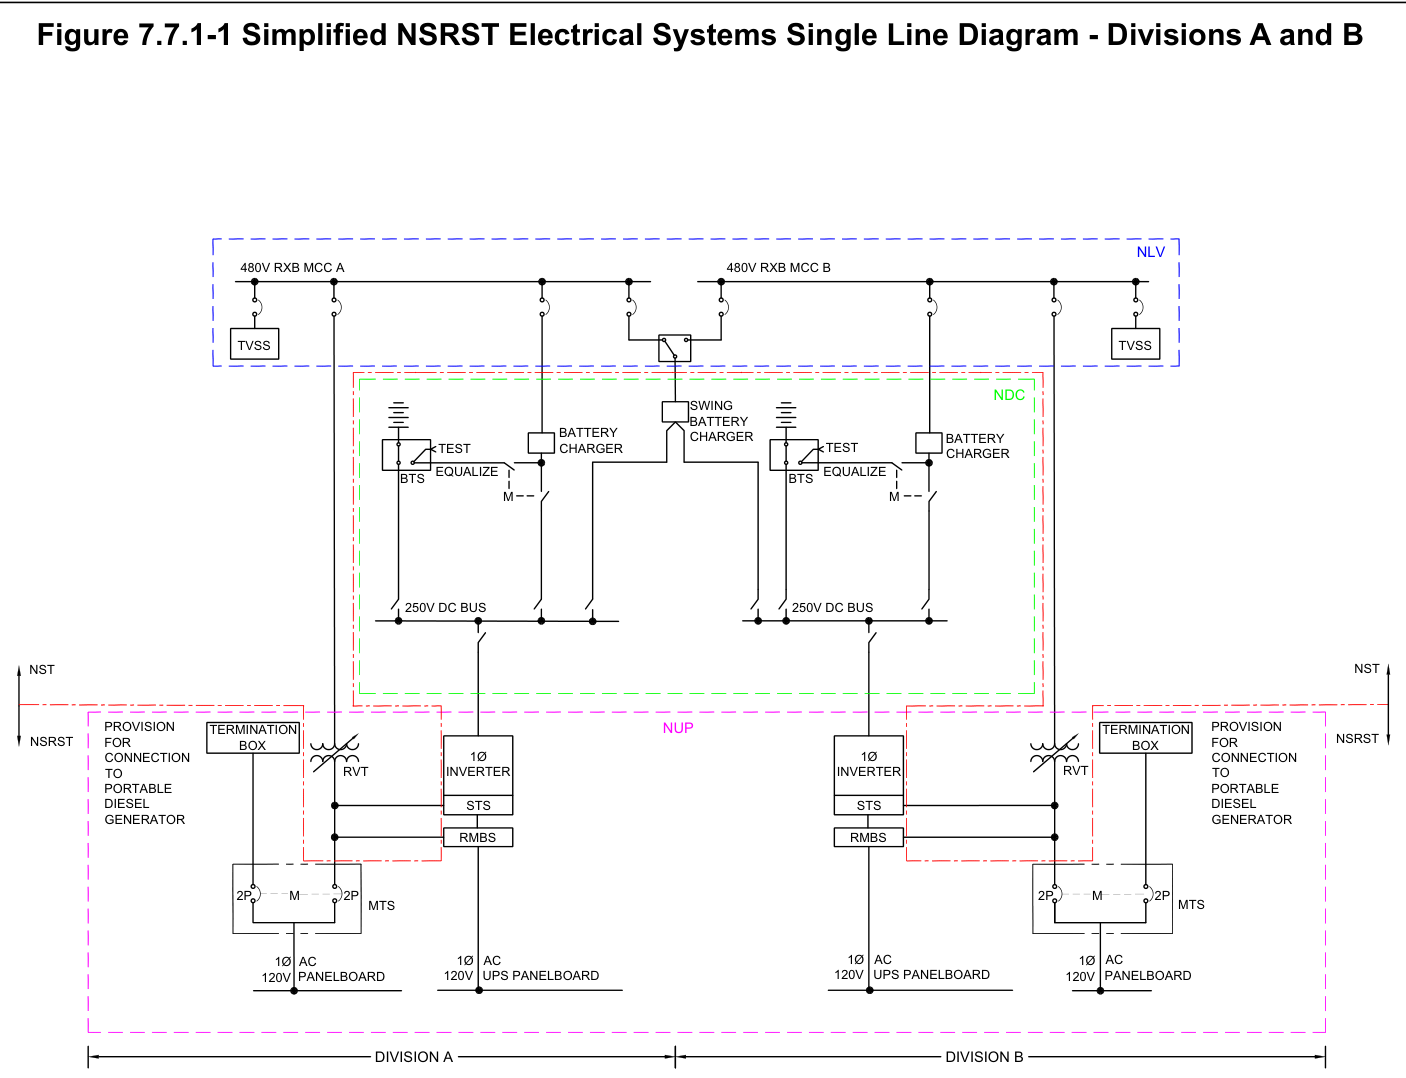 Figure 7.7.1-1 Simplified NSRST Electrical Systems Single Line Diagram - Divisions A and B
NLV
480V RXB MCC A
480V RXB MCC B
TVSS
TVSS
NDC
SWING
BATTERY
CHARGER
BATTERY
CHARGER
BATTERY
CHARGER
TEST
EQUALIZE
BTS
M
TEST
EQUALIZE
BTS
M
250V DC BUS
250V DC BUS
NST
NSRST
NST
NSRST
NUP
PROVISION
FOR
CONNECTION
TO
PORTABLE
DIESEL
GENERATOR
TERMINATION
BOX
RVT
1Ø
INVERTER
STS
RMBS
1Ø
INVERTER
STS
RMBS
RVT
TERMINATION
BOX
PROVISION
FOR
CONNECTION
TO
PORTABLE
DIESEL
GENERATOR
2P
M
2P
MTS
2P
M
2P
MTS
1Ø AC
120V PANELBOARD
1Ø AC
120V UPS PANELBOARD
1Ø AC
120V UPS PANELBOARD
1Ø AC
120V PANELBOARD
DIVISION A
DIVISION B